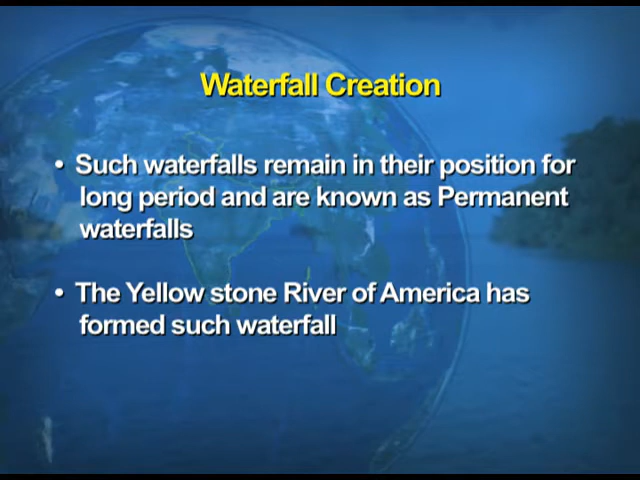 Waterfall Creation
• Such waterfalls remain in their position for
long period and are known as Permanent
waterfalls
• The Yellow stone River of America has
formed such waterfall